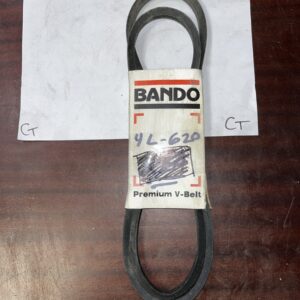 BANDO
4L-620
Premium V-Belt
CT CT